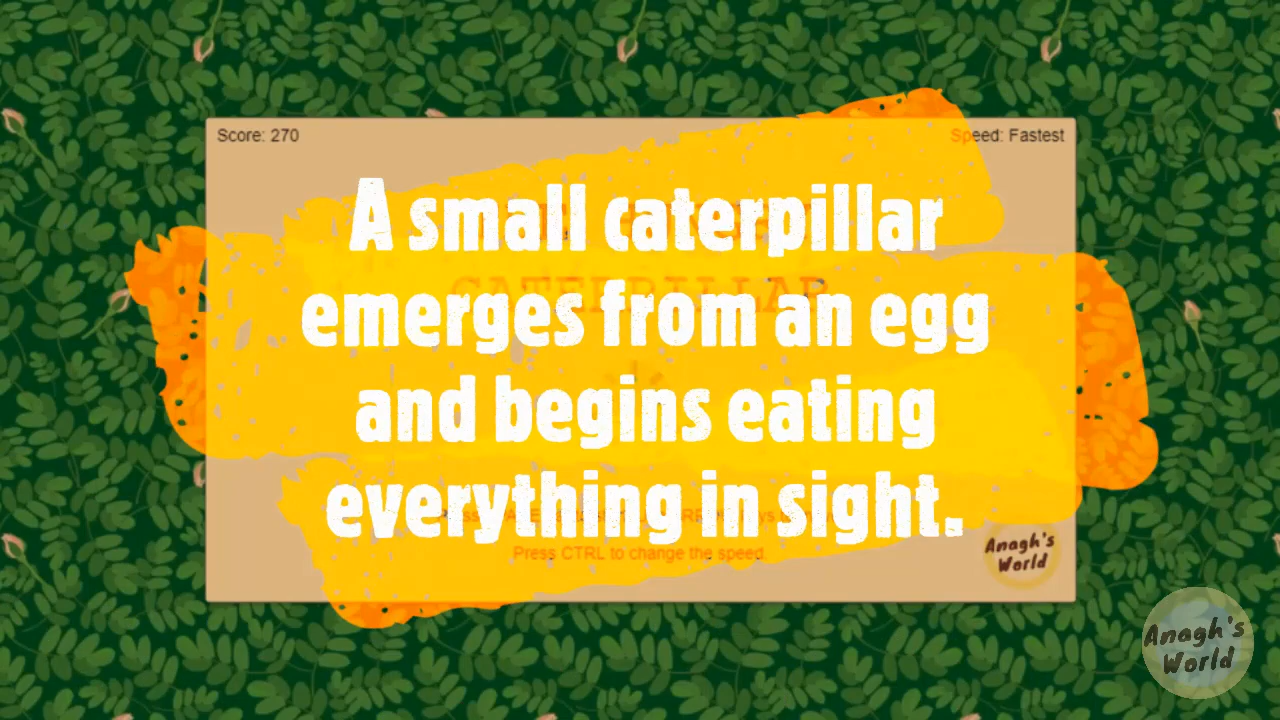 Score: 270
Speed: Fastest
A small caterpillar
CATERPILLAR
emerges from an egg
and begins eating
everything in sight.
Press CTRL to change the speed.
Anagh's
World
Anagh's
World